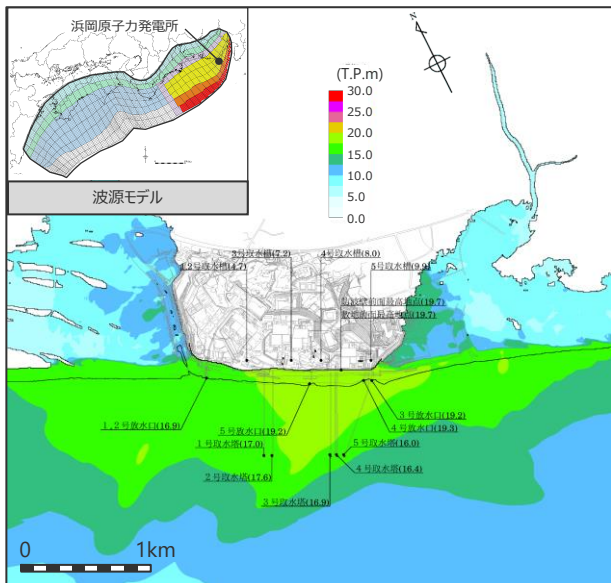 浜岡原子力発電所
波源モデル
(T.P.m)
30.0
25.0
20.0
15.0
10.0
5.0
0.0
3号取水槽(7.2)
4号取水槽(8.0)
1,2号取水槽(4.7)
5号取水槽(9.9)
防波壁前面最高地点(19.7)
敷地前面最高地点(19.7)
1,2号放水口(16.9)
5号放水口(19.2)
3号放水口(19.2)
4号放水口(19.3)
1号取水塔(17.0)
5号取水塔(16.0)
2号取水塔(17.6)
4号取水塔(16.4)
3号取水塔(16.9)
0 1km